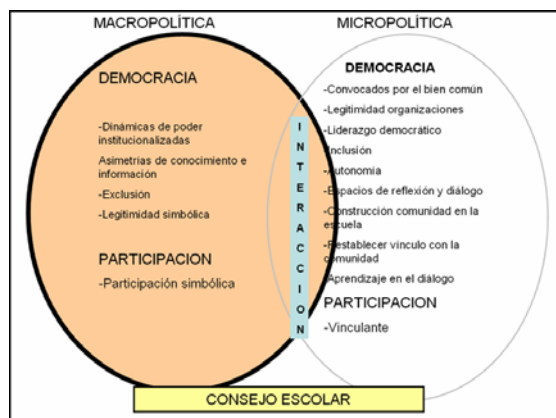 MACROPOLÍTICA
DEMOCRACIA
-Dinámicas de poder
institucionalizadas
Asimetrias de conocimiento e
información
-Exclusión
-Legitimidad simbólica
PARTICIPACION
-Participación simbólica
INTERACCION
MICROPOLÍTICA
DEMOCRACIA
-Convocados por el bien común
-Legitimidad organizaciones
-Liderazgo democrático
-Inclusión
-Autonomía
-Espacios de reflexión y diálogo
-Construcción comunidad en la
escuela
-Restablecer vínculo con la
comunidad
-Aprendizaje en el diálogo
PARTICIPACION
-Vinculante
CONSEJO ESCOLAR